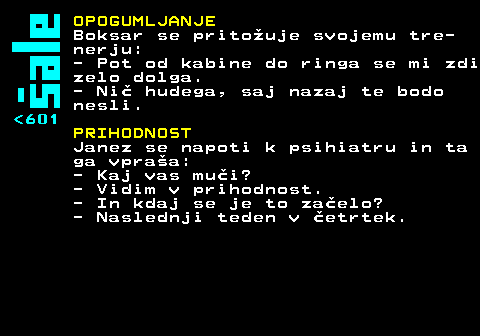 šale
<601
OPOGUMLJANJE
Boksar se pritožuje svojemu tre-
nerju:
- Pot od kabine do ringa se mi zdi
zelo dolga.
- Nič hudega, saj nazaj te bodo
nesli.
PRIHODNOST
Janez se napoti k psihiatru in ta
ga vpraša:
- Kaj vas muči?
- Vidim v prihodnost.
- In kdaj se je to začelo?
- Naslednji teden v četrtek.